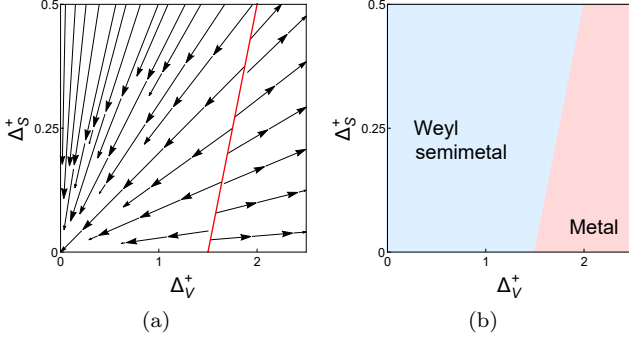 0.5
0.25
0
Δ_S^+
0
1
2
Δ_V^+
(a)
0.5
0.25
0
Δ_S^+
Weyl
semimetal
Metal
0
1
2
Δ_V^+
(b)